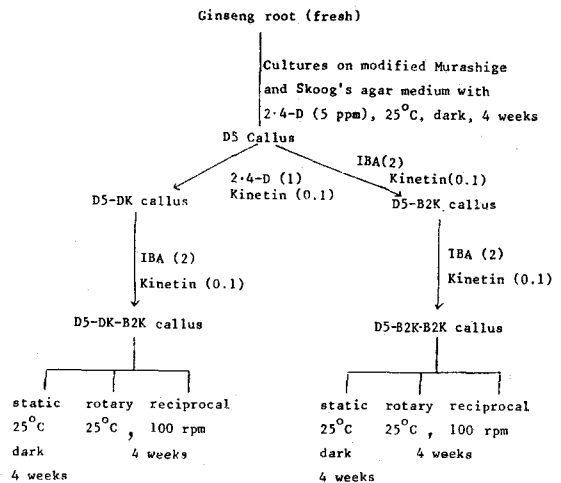 Ginseng root (fresh)
Cultures on modified Murashige
and Skoog's agar medium with
2·4-D (5 ppm), 25°C, dark, 4 weeks
D5 Callus
2·4-D (1)
Kinetin (0.1)
IBA(2)
Kinetin(0.1)
D5-DK callus
D5-B2K callus
IBA (2)
Kinetin (0.1)
IBA (2)
Kinetin (0.1)
D5-DK-B2K callus
D5-B2K-B2K callus
static rotary reciprocal
25°C 25°C , 100 rpm
dark 4 weeks
4 weeks
static rotary reciprocal
25°C 25°C , 100 rpm
dark 4 weeks
4 weeks